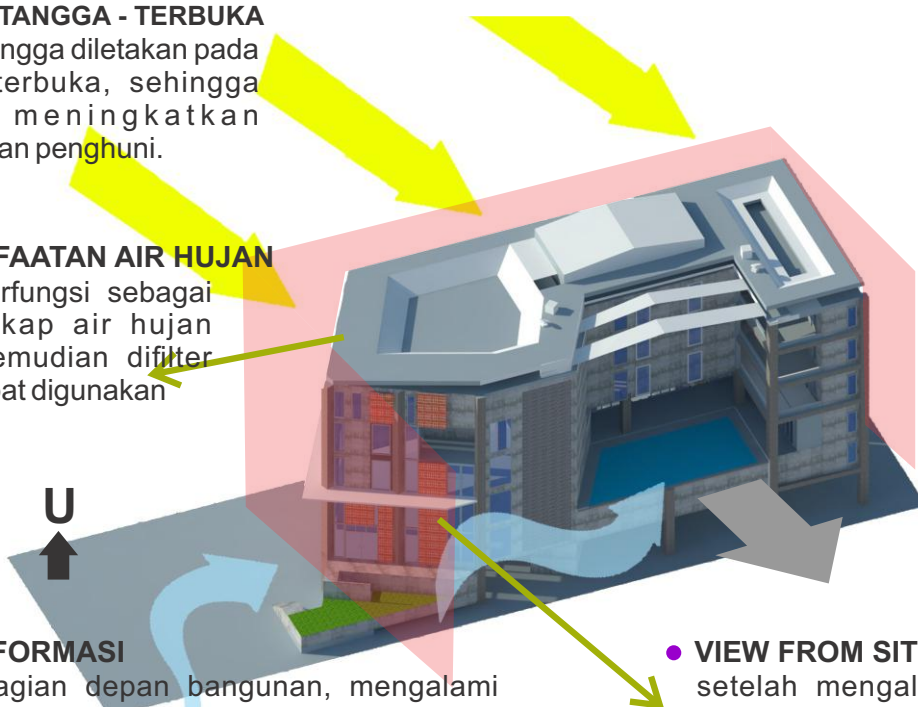 TANGGA - TERBUKA
ngga diletakan pada
terbuka, sehingga
meningkatkan
an penghuni.
FAATAN AIR HUJAN
rfungsi sebagai
kap air hujan
emudian difilter
at digunakan
U
FORMASI
agian depan bangunan, mengalami
VIEW FROM SIT
setelah mengal